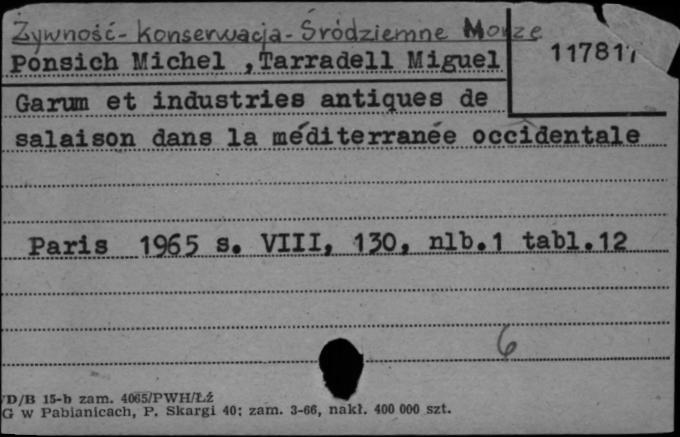 Żywność - Konserwacja - Śródziemne Morze
Ponsich Michel ,Tarradell Miguel
117817
Garum et industries antiques de
salaison dans la méditerranée occidentale
Paris 1965 s. VIII, 130, nlb.1 tabl.12
6
D/B 15-b zam. 4065/PWH/Łź
G w Pabianicach, P. Skargi 40; zam. 3-66, nakł. 400 000 szt.